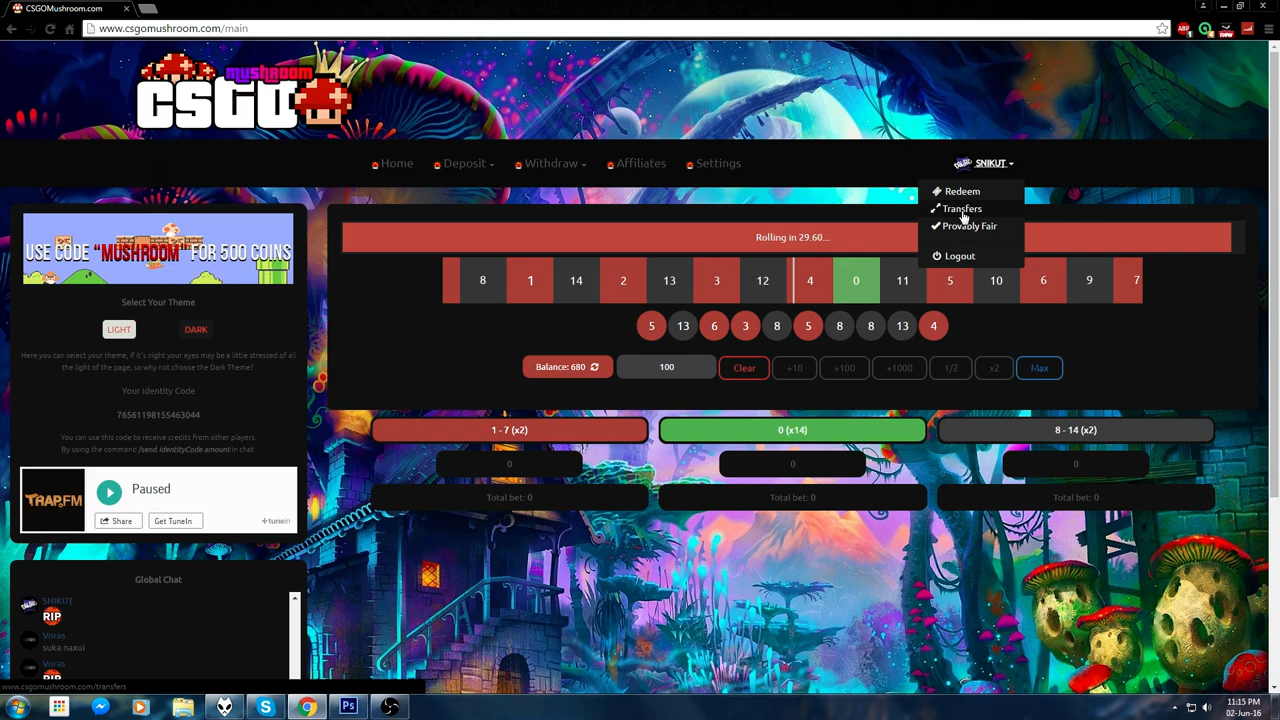 CSGOMushroom.com
www.csgomushroom.com/main
mushroom
CSGO
Home
Deposit
Withdraw
Affiliates
Settings
SNIKUT
Redeem
Transfers
Provably Fair
Logout
USE CODE "MUSHROOM" FOR 500 COINS
Select Your Theme
LIGHT
DARK
Here you can select your theme, if it's night your eyes may be a little stressed of all
the light of the page, so why not choose the Dark Theme?
Your Identity Code
76561198155463044
You can use this code to receive credits from other players.
By using the command /send identityCode amount in chat
TRAP.FM
Paused
Share
Get TuneIn
tunein
Global Chat
SNIKUT
RIP
Voras
suka naxui
Voras
RIP
Rolling in 29.60...
8 1 14 2 13 3 12 4 0 11 5 10 6 9 7
5 13 6 3 8 5 8 8 13 4
Balance: 680
100
Clear
+10
+100
+1000
1/2
x2
Max
1 - 7 (x2)
0 (x14)
8 - 14 (x2)
0
0
0
Total bet: 0
Total bet: 0
Total bet: 0
www.csgomushroom.com/transfers
ABP
new
Ps
11:15 PM
02-Jun-16